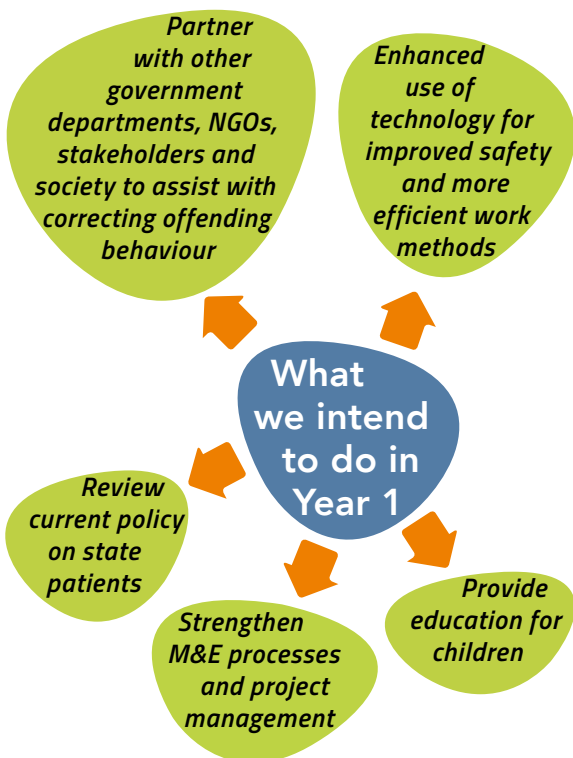 Partner
with other
government
departments, NGOs,
stakeholders and
society to assist with
correcting offending
behaviour
Enhanced
use of
technology for
improved safety
and more
efficient work
methods
What
we intend
to do in
Year 1
Review
current policy
on state
patients
Strengthen
M&E processes
and project
management
Provide
education for
children